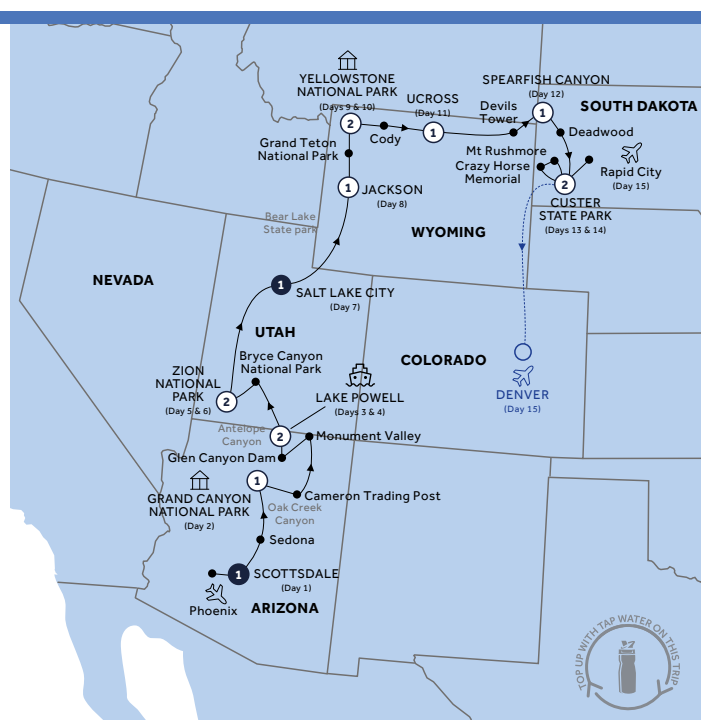 YELLOWSTONE
NATIONAL PARK
(Days 9 & 10)
2
Cody
UCROSS
(Day 11)
1
SPEARFISH CANYON
(Day 12)
1
Devils
Tower
SOUTH DAKOTA
Deadwood
Mt Rushmore
Crazy Horse
Memorial
Rapid City
(Day 15)
2
CUSTER
STATE PARK
(Days 13 & 14)
Grand Teton
National Park
1
JACKSON
(Day 8)
Bear Lake
State park
WYOMING
NEVADA
1
SALT LAKE CITY
(Day 7)
UTAH
Bryce Canyon
National Park
COLORADO
DENVER
(Day 15)
ZION
NATIONAL
PARK
(Day 5 & 6)
2
LAKE POWELL
(Days 3 & 4)
Antelope
Canyon
2
Monument Valley
Glen Canyon Dam
1
GRAND CANYON
NATIONAL PARK
(Day 2)
Cameron Trading Post
Oak Creek
Canyon
Sedona
1
SCOTTSDALE
(Day 1)
Phoenix
ARIZONA
TOP UP WITH TAP WATER ON THIS TRIP